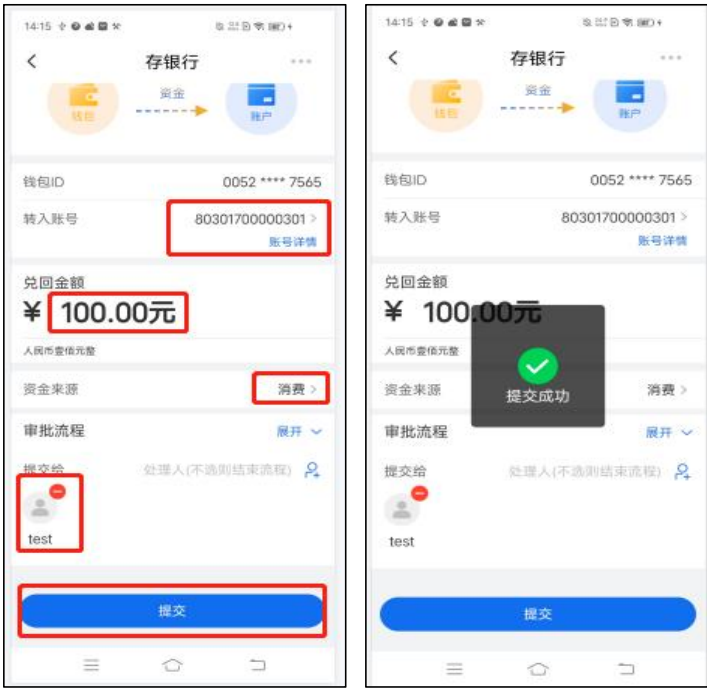 14:15
存银行
资金
钱包
账户
钱包ID
0052 **** 7565
转入账号
80301700000301 >
账号详情
兑回金额
¥ 100.00元
人民币壹佰元整
资金来源
消费 >
审批流程
展开
提交给
处理人(不选则结束流程)
test
提交
14:15
存银行
资金
钱包
账户
钱包ID
0052 **** 7565
转入账号
80301700000301 >
账号详情
兑回金额
¥ 100.00元
人民币壹佰元整
提交成功
资金来源
消费 >
审批流程
展开
提交给
处理人(不选则结束流程)
test
提交